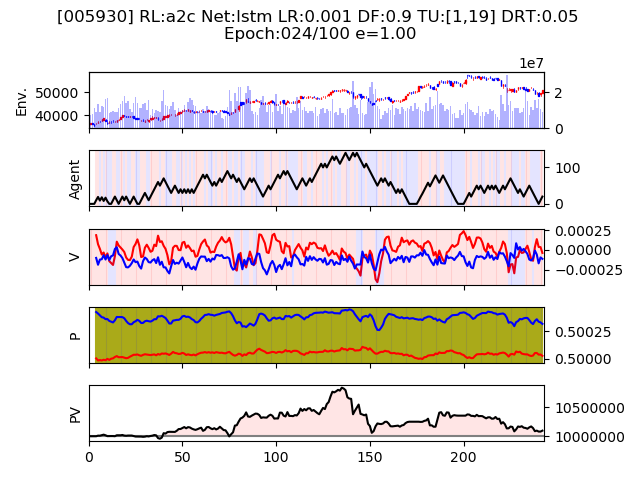 [005930] RL:a2c Net:lstm LR:0.001 DF:0.9 TU:[1,19] DRT:0.05
Epoch:024/100 e=1.00
1e7
Env.
50000
40000
2
0
Agent
100
0
V
0.00025
0.00000
−0.00025
P
0.50025
0.50000
PV
10500000
10000000
0
50
100
150
200